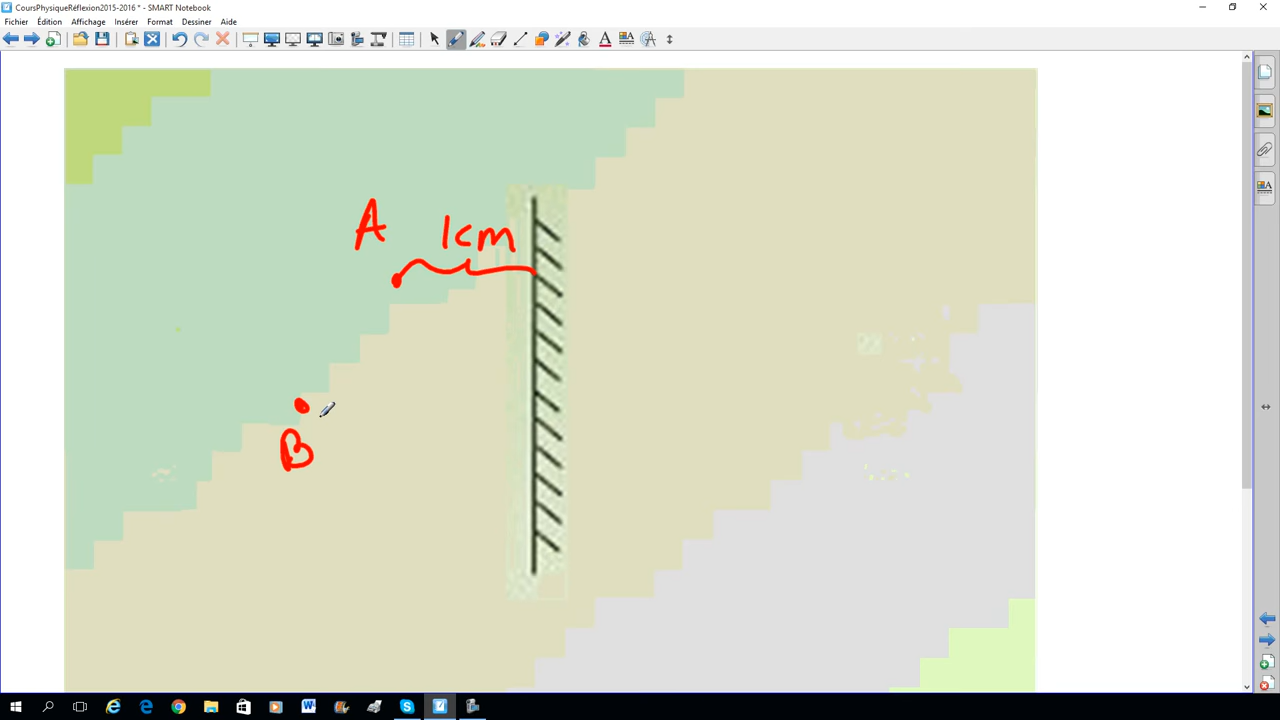 CoursPhysiqueRéflexion2015-2016 * - SMART Notebook
Fichier Édition Affichage Insérer Format Dessiner Aide
A 1cm
B